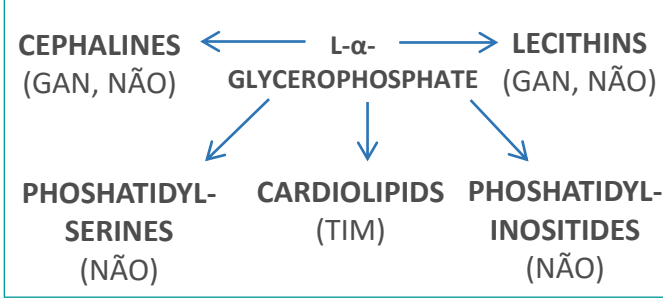 CEPHALINES
(GAN, NÃO)
L-α-
GLYCEROPHOSPHATE
LECITHINS
(GAN, NÃO)
PHOSHATIDYL-
SERINES
(NÃO)
CARDIOLIPIDS
(TIM)
PHOSHATIDYL-
INOSITIDES
(NÃO)